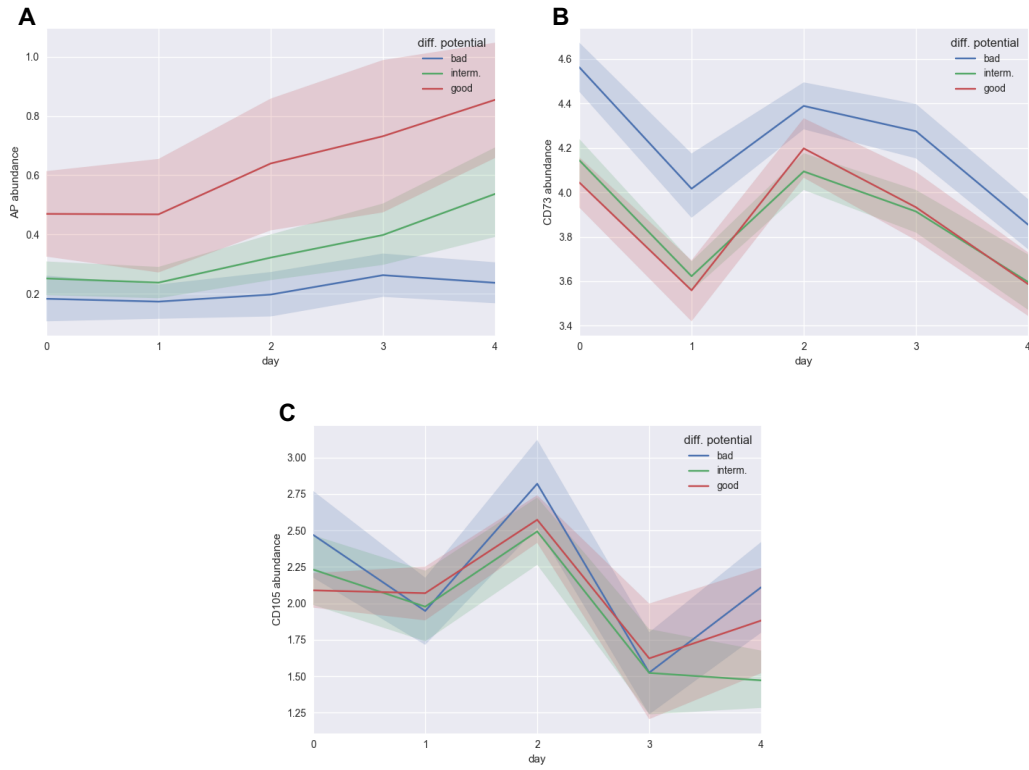 A
diff. potential
bad
interm.
good
AP abundance
1.0
0.8
0.6
0.4
0.2
0 1 2 3 4
day
B
diff. potential
bad
interm.
good
CD73 abundance
4.6
4.4
4.2
4.0
3.8
3.6
3.4
0 1 2 3 4
day
C
diff. potential
bad
interm.
good
CD105 abundance
3.00
2.75
2.50
2.25
2.00
1.75
1.50
1.25
0 1 2 3 4
day